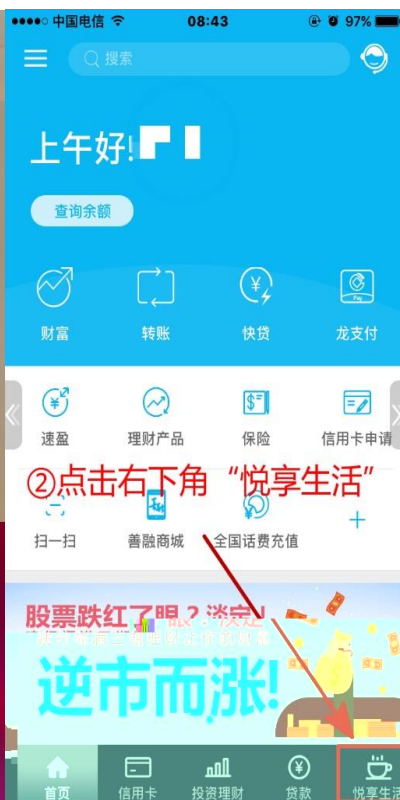 中国电信 08:43 97%
搜索
上午好!
查询余额
财富 转账 快贷 龙支付
速盈 理财产品 保险 信用卡申请
②点击右下角“悦享生活”
扫一扫 善融商城 全国话费充值
股票跌红了眼?淡定!
逆市而涨!
首页 信用卡 投资理财 贷款 悦享生活